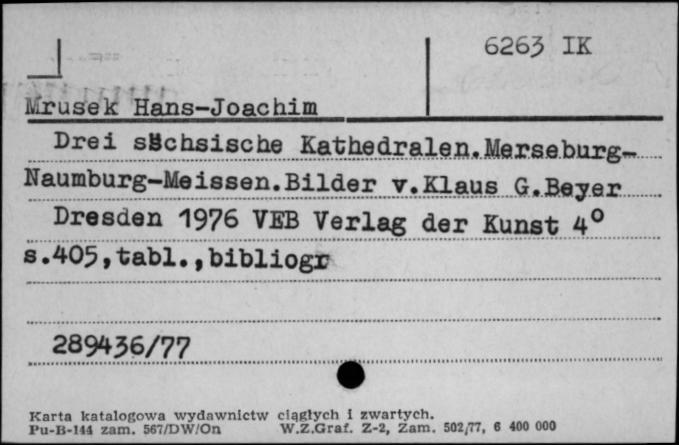 6263 IK
Mrusek Hans-Joachim
Drei sächsische Kathedralen.Merseburg-
Naumburg-Meissen.Bilder v.Klaus G.Beyer
Dresden 1976 VEB Verlag der Kunst 4°
s.405,tabl.,bibliogr
289436/77
Karta katalogowa wydawnictw ciągłych i zwartych.
Pu-B-144 zam. 567/DW/On W.Z.Graf. Z-2, Zam. 502/77, 6 400 000